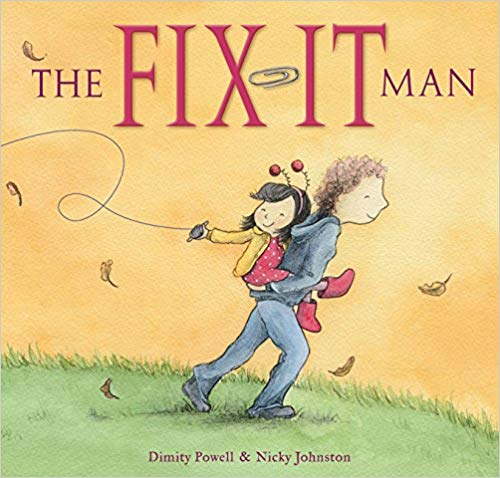 THE FIX-IT MAN
Dimity Powell & Nicky Johnston